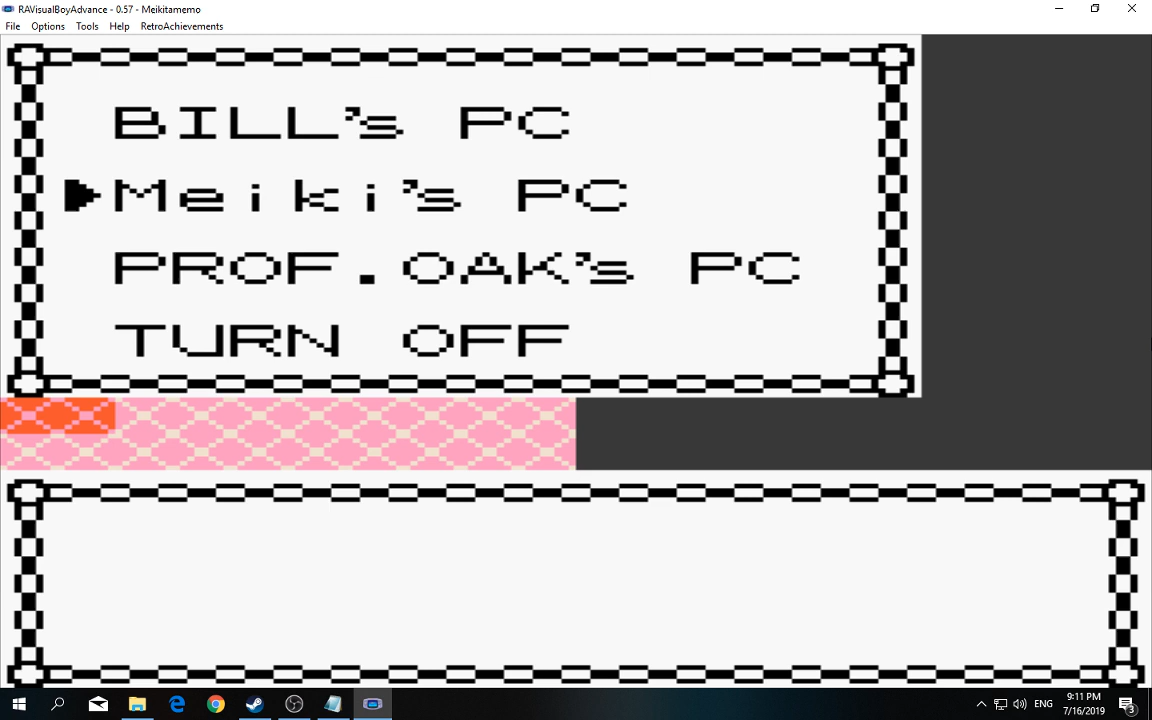 RAVisualBoyAdvance - 0.57 - Meikitamemo
File Options Tools Help RetroAchievements
BILL's PC
▶Meiki's PC
PROF.OAK's PC
TURN OFF
ENG
9:11 PM
7/16/2019
3